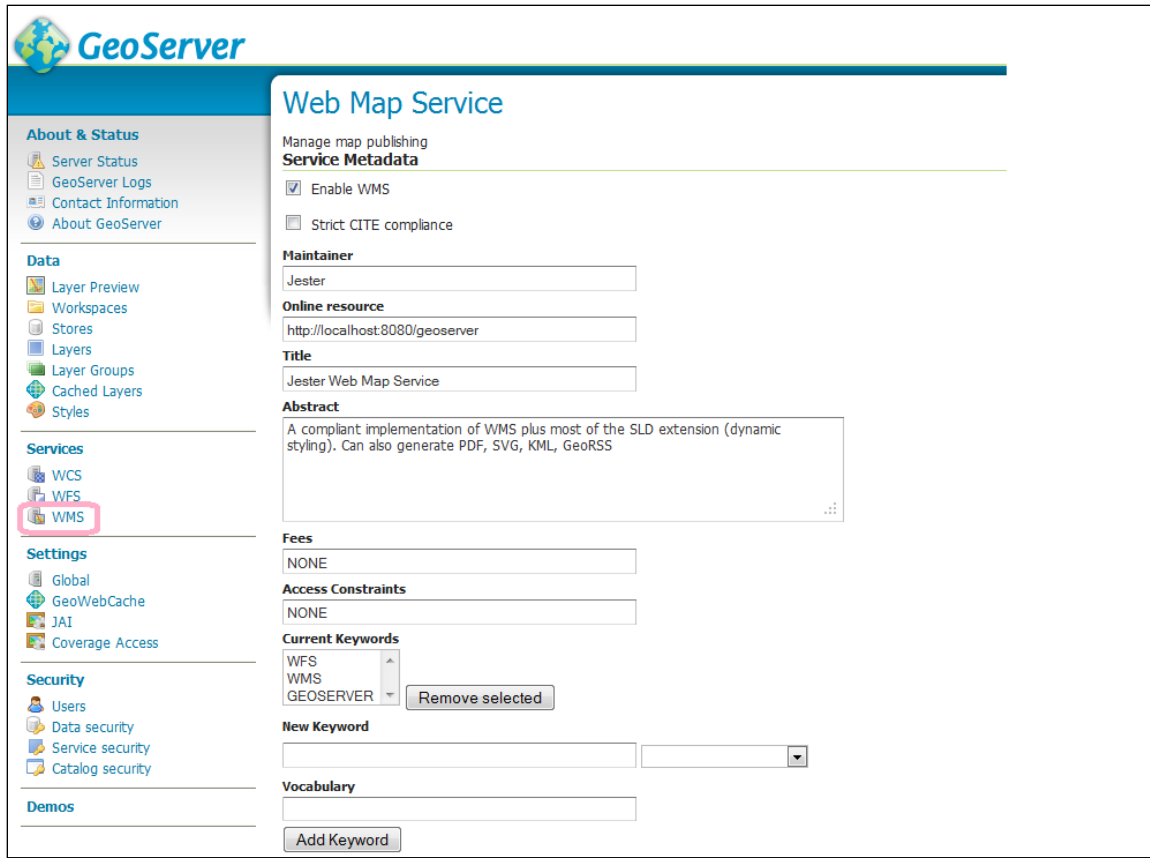 GeoServer
About & Status
Server Status
GeoServer Logs
Contact Information
About GeoServer
Data
Layer Preview
Workspaces
Stores
Layers
Layer Groups
Cached Layers
Styles
Services
WCS
WFS
WMS
Settings
Global
GeoWebCache
JAI
Coverage Access
Security
Users
Data security
Service security
Catalog security
Demos
Web Map Service
Manage map publishing
Service Metadata
Enable WMS
Strict CITE compliance
Maintainer
Jester
Online resource
http://localhost:8080/geoserver
Title
Jester Web Map Service
Abstract
A compliant implementation of WMS plus most of the SLD extension (dynamic
styling). Can also generate PDF, SVG, KML, GeoRSS
Fees
NONE
Access Constraints
NONE
Current Keywords
WFS
WMS
GEOSERVER
Remove selected
New Keyword
Vocabulary
Add Keyword